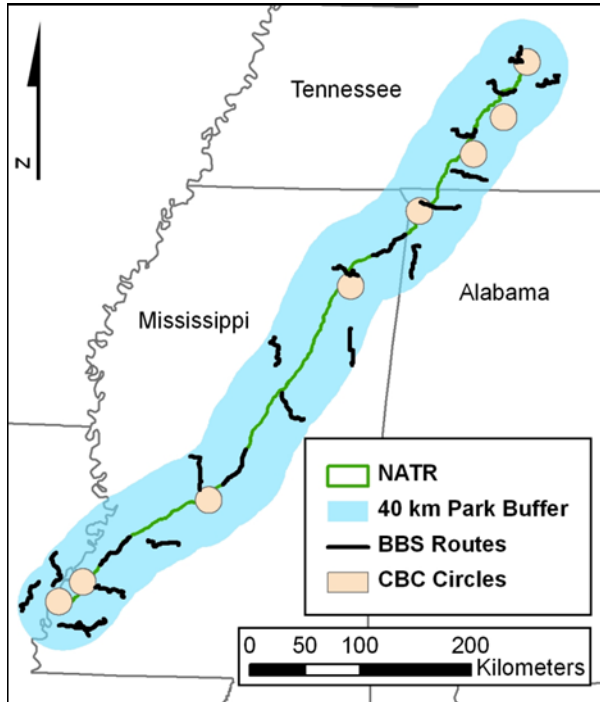 Tennessee
N
Mississippi
Alabama
NATR
40 km Park Buffer
BBS Routes
CBC Circles
0 50 100 200
Kilometers